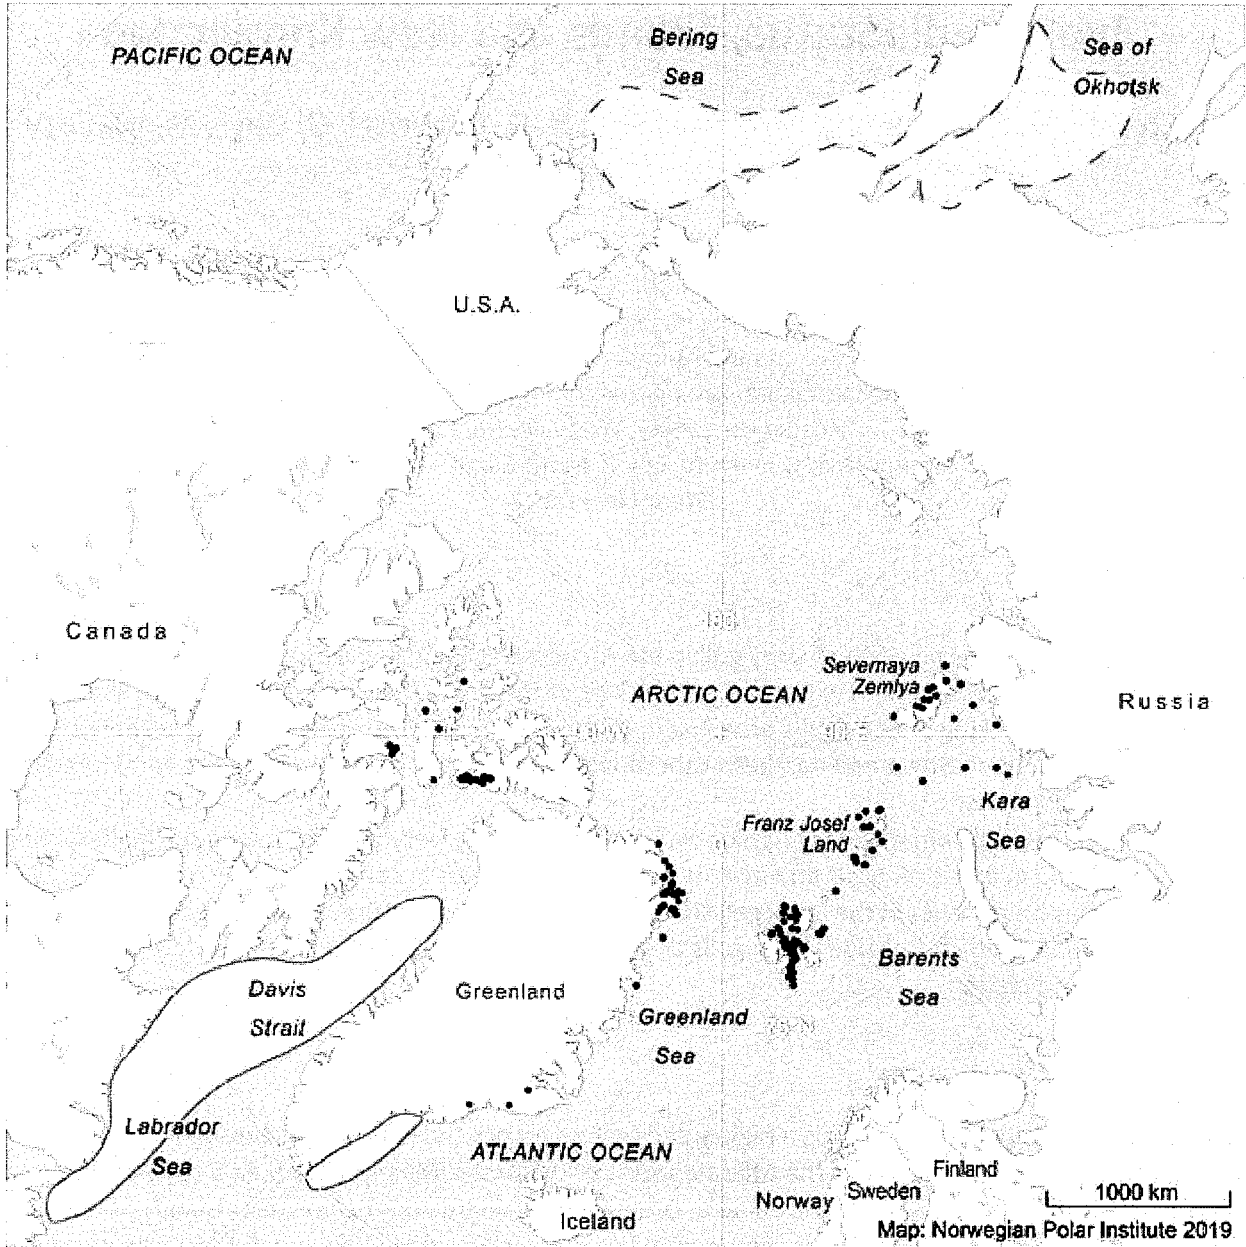 PACIFIC OCEAN
Bering
Sea
Sea of
Okhotsk
U.S.A.
Canada
Severnaya
Zemlya
ARCTIC OCEAN
Russia
Kara
Sea
Franz Josef
Land
Barents
Sea
Davis
Strait
Greenland
Greenland
Sea
Labrador
Sea
ATLANTIC OCEAN
Iceland
Norway
Sweden
Finland
1000 km
Map: Norwegian Polar Institute 2019